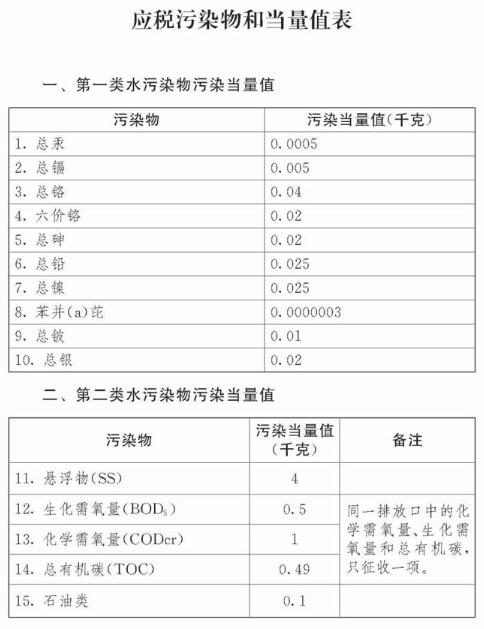 应税污染物和当量值表
一、第一类水污染物污染当量值
污染物 污染当量值(千克)
1. 总汞 0.0005
2. 总镉 0.005
3. 总铬 0.04
4. 六价铬 0.02
5. 总砷 0.02
6. 总铅 0.025
7. 总镍 0.025
8. 苯并(a)芘 0.0000003
9. 总铍 0.01
10. 总银 0.02
二、第二类水污染物污染当量值
污染物 污染当量值(千克) 备注
11. 悬浮物(SS) 4
12. 生化需氧量(BOD₅) 0.5
13. 化学需氧量(CODcr) 1
14. 总有机碳(TOC) 0.49
同一排放口中的化
学需氧量、生化需
氧量和总有机碳,
只征收一项。
15. 石油类 0.1